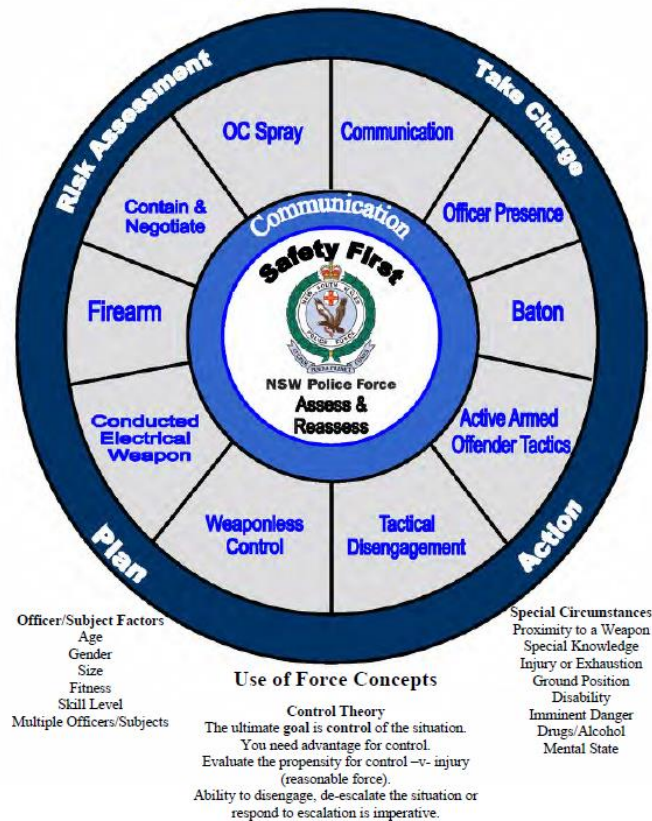 Risk Assessment
Take Charge
OC Spray
Communication
Contain &
Negotiate
Officer Presence
Communication
Safety First
Firearm
Baton
NEW SOUTH WALES
POLICE FORCE
NSW Police Force
Assess &
Reassess
Conducted
Electrical
Weapon
Active Armed
Offender Tactics
Weaponless
Control
Tactical
Disengagement
Plan
Action
Officer/Subject Factors
Age
Gender
Size
Fitness
Skill Level
Multiple Officers/Subjects
Use of Force Concepts
Control Theory
The ultimate goal is control of the situation.
You need advantage for control.
Evaluate the propensity for control –v- injury
(reasonable force).
Ability to disengage, de-escalate the situation or
respond to escalation is imperative.
Special Circumstances
Proximity to a Weapon
Special Knowledge
Injury or Exhaustion
Ground Position
Disability
Imminent Danger
Drugs/Alcohol
Mental State